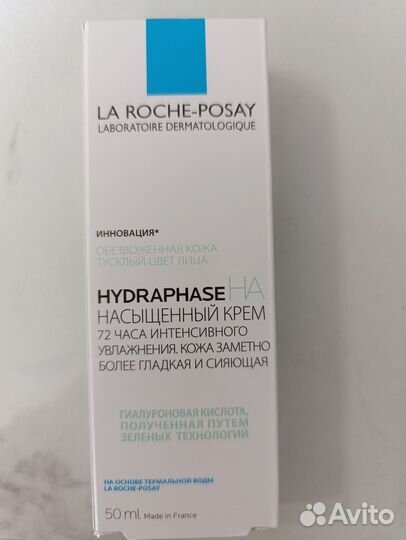 LA ROCHE-POSAY
LABORATOIRE DERMATOLOGIQUE
ИННОВАЦИЯ*
ОБЕЗВОЖЕННАЯ КОЖА
ТУСКЛЫЙ ЦВЕТ ЛИЦА
HYDRAPHASE HA
НАСЫЩЕННЫЙ КРЕМ
72 ЧАСА ИНТЕНСИВНОГО
УВЛАЖНЕНИЯ. КОЖА ЗАМЕТНО
БОЛЕЕ ГЛАДКАЯ И СИЯЮЩАЯ
ГИАЛУРОНОВАЯ КИСЛОТА,
ПОЛУЧЕННАЯ ПУТЕМ
ЗЕЛЕНЫХ ТЕХНОЛОГИЙ
НА ОСНОВЕ ТЕРМАЛЬНОЙ ВОДЫ
LA ROCHE-POSAY
50 ml Made in France
Avito